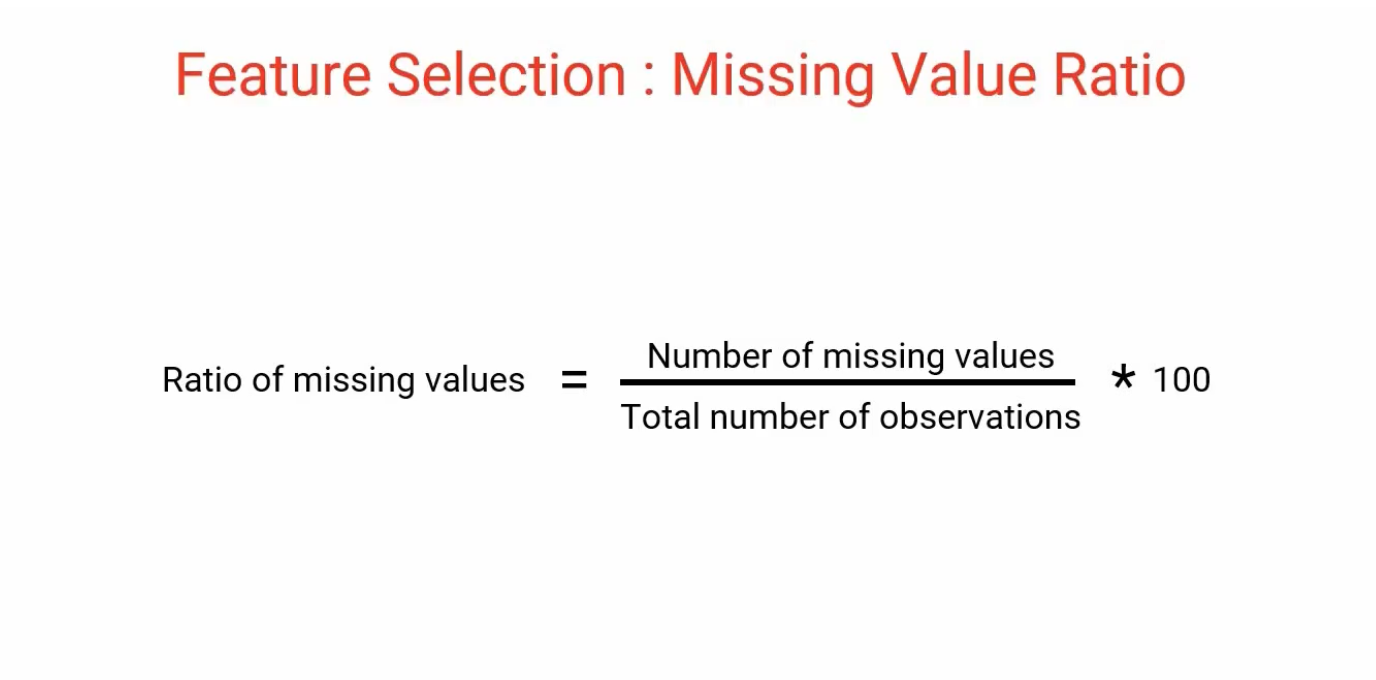 Feature Selection : Missing Value Ratio
Ratio of missing values = Number of missing values / Total number of observations * 100